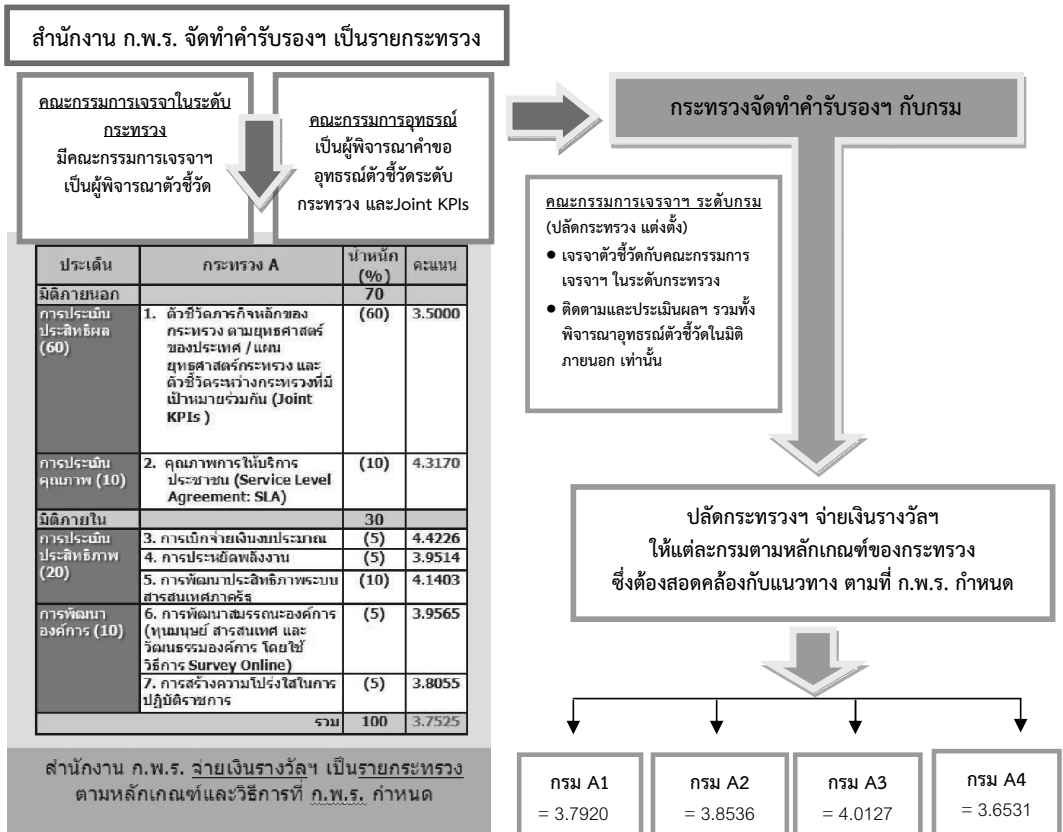 สำนักงาน ก.พ.ร. จัดทำคำรับรองฯ เป็นรายกระทรวง
คณะกรรมการเจรจาในระดับ
กระทรวง
มีคณะกรรมการเจรจาฯ
เป็นผู้พิจารณาตัวชี้วัด
คณะกรรมการอุทธรณ์
เป็นผู้พิจารณาคำขอ
อุทธรณ์ตัวชี้วัดระดับ
กระทรวง และJoint KPIs
ประเด็น กระทรวง A น้ำหนัก (%) คะแนน
มิติภายนอก 70
การประเมิน
ประสิทธิผล
(60)
1. ตัวชี้วัดภารกิจหลักของ (60) 3.5000
กระทรวง ตามยุทธศาสตร์
ของประเทศ / แผน
ยุทธศาสตร์กระทรวง และ
ตัวชี้วัดระหว่างกระทรวงที่มี
เป้าหมายร่วมกัน (Joint
KPIs )
การประเมิน
คุณภาพ (10)
2. คุณภาพการให้บริการ (10) 4.3170
ประชาชน (Service Level
Agreement: SLA)
มิติภายใน 30
การประเมิน
ประสิทธิภาพ
(20)
3. การเบิกจ่ายเงินงบประมาณ (5) 4.4226
4. การประหยัดพลังงาน (5) 3.9514
5. การพัฒนาประสิทธิภาพระบบ (10) 4.1403
สารสนเทศภาครัฐ
การพัฒนา
องค์การ (10)
6. การพัฒนาสมรรถนะองค์การ (5) 3.9565
(ทุนมนุษย์ สารสนเทศ และ
วัฒนธรรมองค์การ โดยใช้
วิธีการ Survey Online)
7. การสร้างความโปร่งใสในการ (5) 3.8055
ปฏิบัติราชการ
รวม 100 3.7525
สำนักงาน ก.พ.ร. จ่ายเงินรางวัลฯ เป็นรายกระทรวง
ตามหลักเกณฑ์และวิธีการที่ ก.พ.ร. กำหนด
กระทรวงจัดทำคำรับรองฯ กับกรม
คณะกรรมการเจรจาฯ ระดับกรม
(ปลัดกระทรวง แต่งตั้ง)
● เจรจาตัวชี้วัดกับคณะกรรมการ
เจรจาฯ ในระดับกระทรวง
● ติดตามและประเมินผลฯ รวมทั้ง
พิจารณาอุทธรณ์ตัวชี้วัดในมิติ
ภายนอก เท่านั้น
ปลัดกระทรวงฯ จ่ายเงินรางวัลฯ
ให้แต่ละกรมตามหลักเกณฑ์ของกระทรวง
ซึ่งต้องสอดคล้องกับแนวทาง ตามที่ ก.พ.ร. กำหนด
กรม A1
= 3.7920
กรม A2
= 3.8536
กรม A3
= 4.0127
กรม A4
= 3.6531